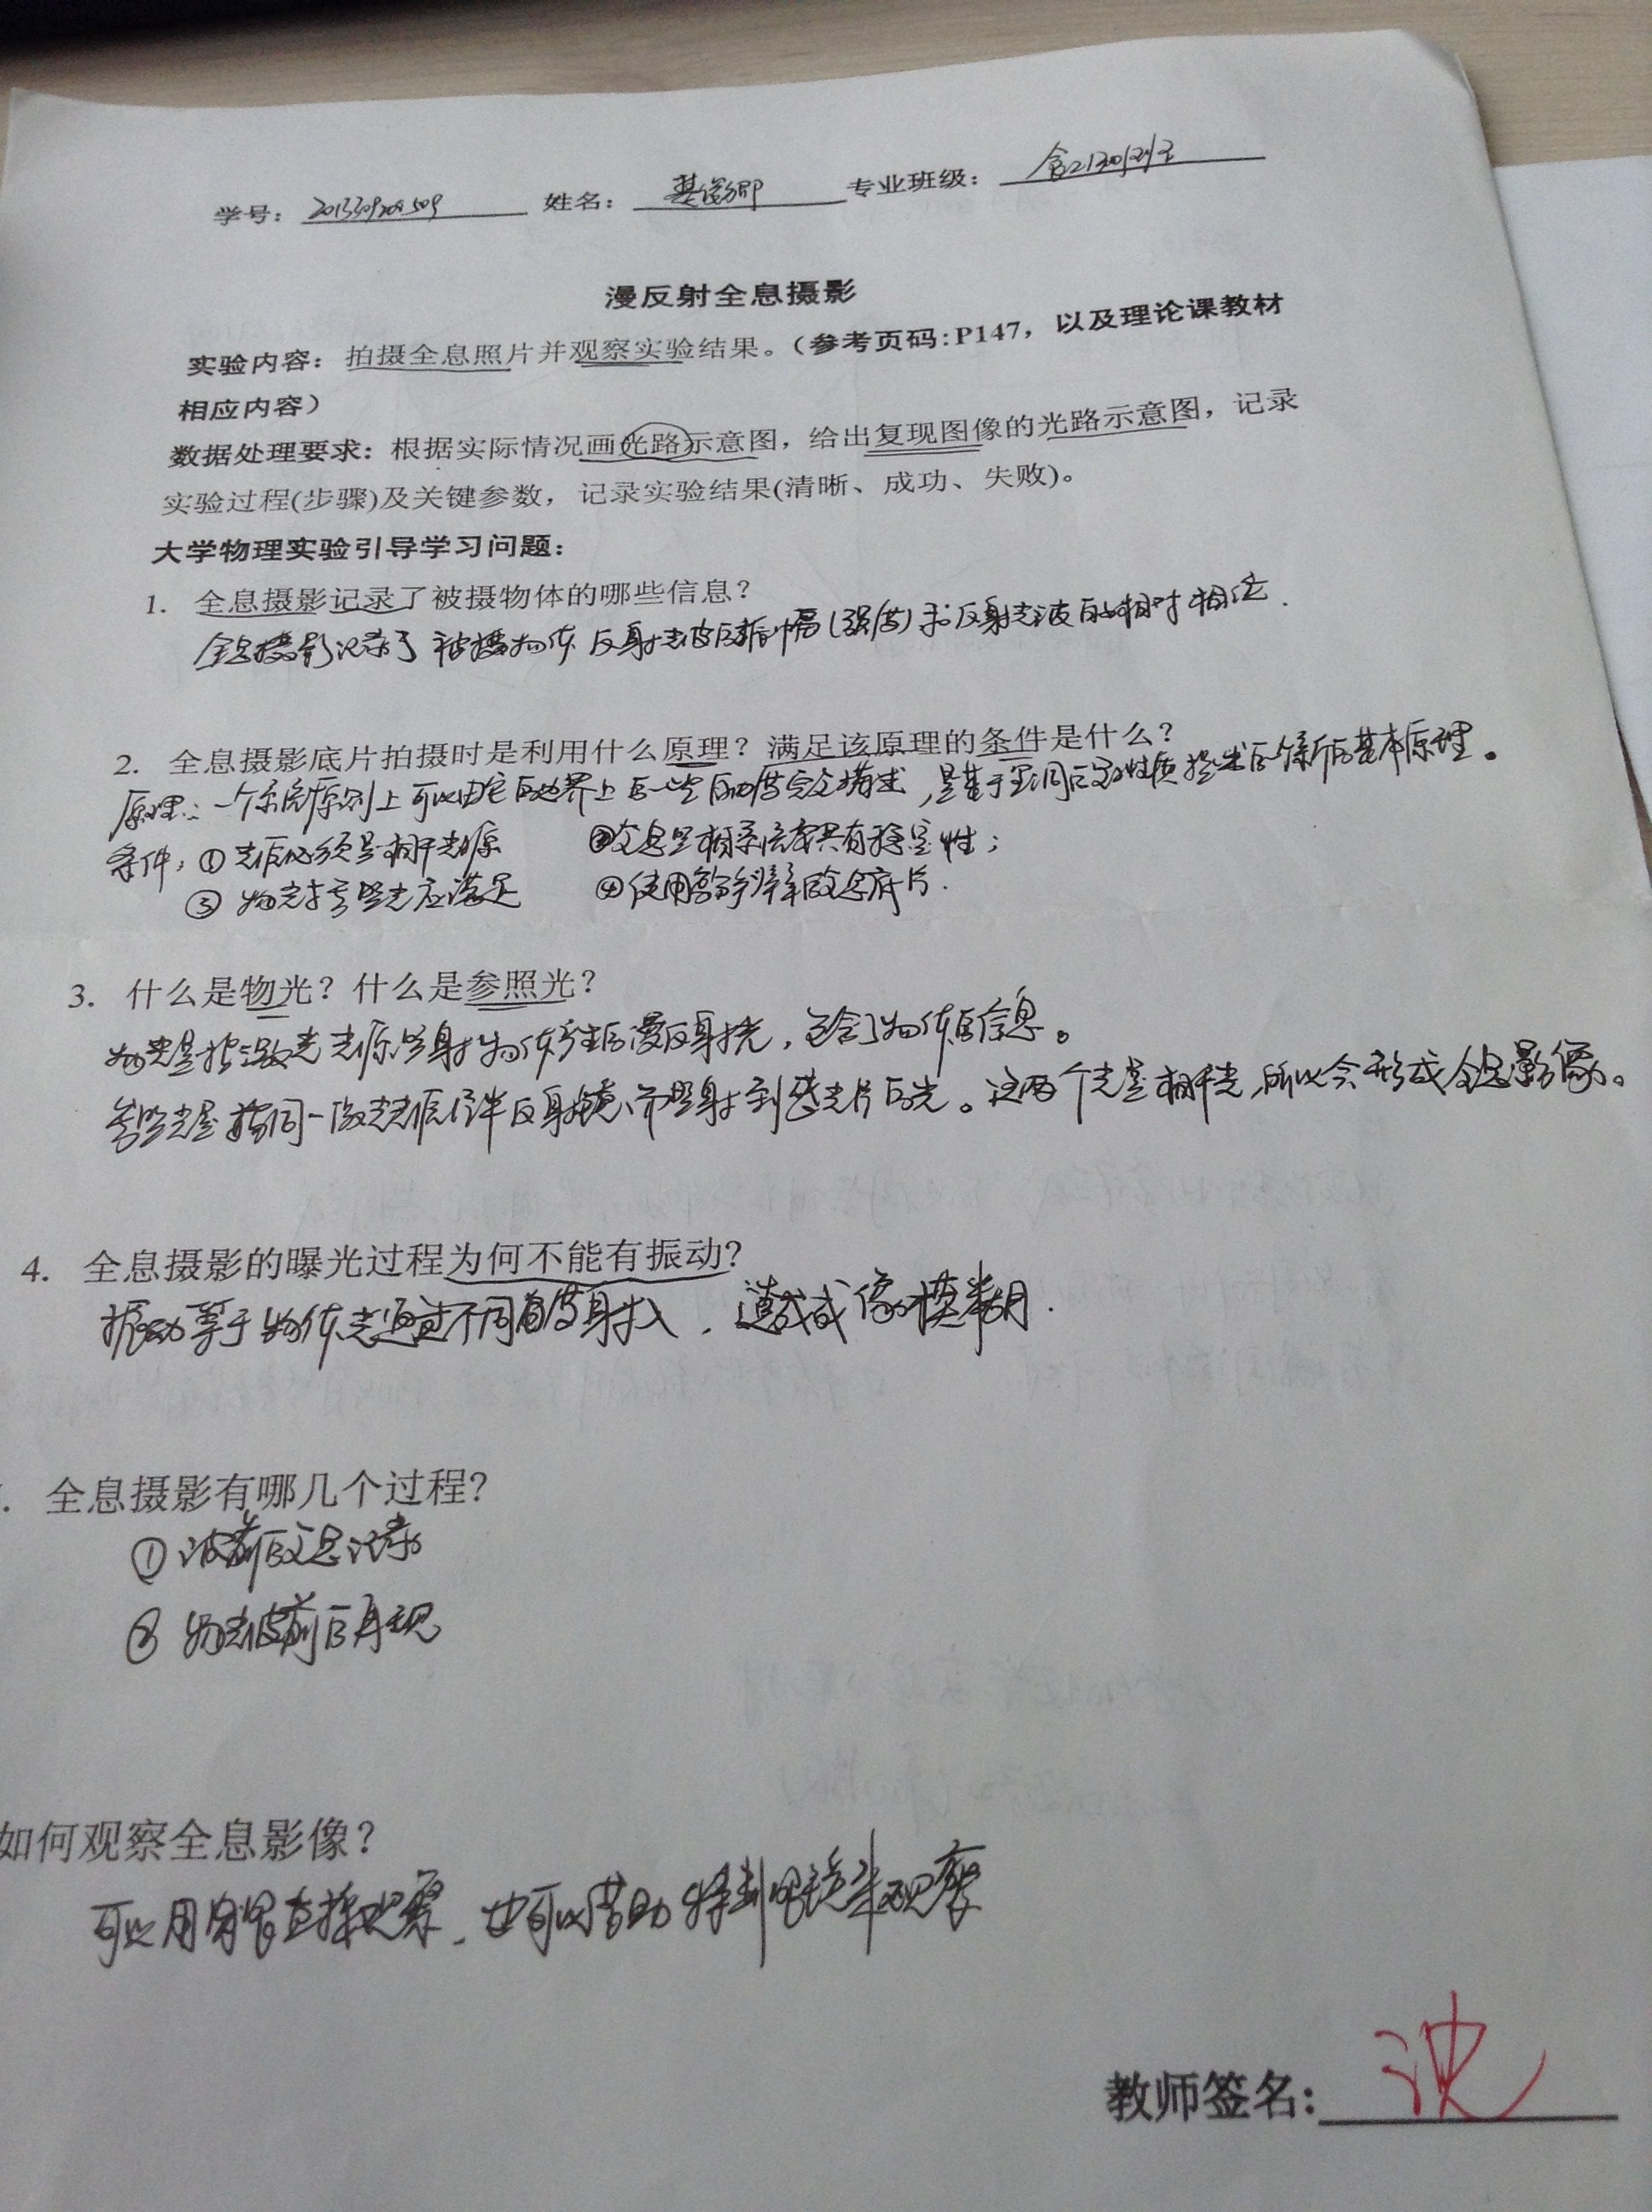 学号： 姓名： 专业班级：
漫反射全息摄影
实验内容：拍摄全息照片并观察实验结果。（参考页码:P147，以及理论课教材
相应内容）
数据处理要求：根据实际情况画光路示意图，给出复现图像的光路示意图，记录
实验过程(步骤)及关键参数，记录实验结果(清晰、成功、失败)。
大学物理实验引导学习问题：
1. 全息摄影记录了被摄物体的哪些信息？
全息摄影记录了被摄物体反射光波的振幅(强度)和反射光波的相对相位.
2. 全息摄影底片拍摄时是利用什么原理？满足该原理的条件是什么？
原理：一个系统原则上可以由它的边界上的一些自由度完全描述，是基于黑洞的量子性质提出的一个新的基本原理。
条件：①光源必须是相干光源 ②全息照相系统要具有稳定性；
③物光与参照光应满足 ④使用高分辨率的全息底片.
3. 什么是物光？什么是参照光？
物光是指激光光源照射物体产生的漫反射光，包含了物体的信息。
参照光是指同一激光光源经半反射镜、而照射到感光片的光。这两个光是相干光,所以会形成全息影像。
4. 全息摄影的曝光过程为何不能有振动？
振动等于物体光通过不同角度射入，造成成像的模糊.
. 全息摄影有哪几个过程？
① 波前的全息记录
② 物光波前的再现
如何观察全息影像？
可以用肉眼直接观察，也可以借助特制眼镜来观察
教师签名: 沈